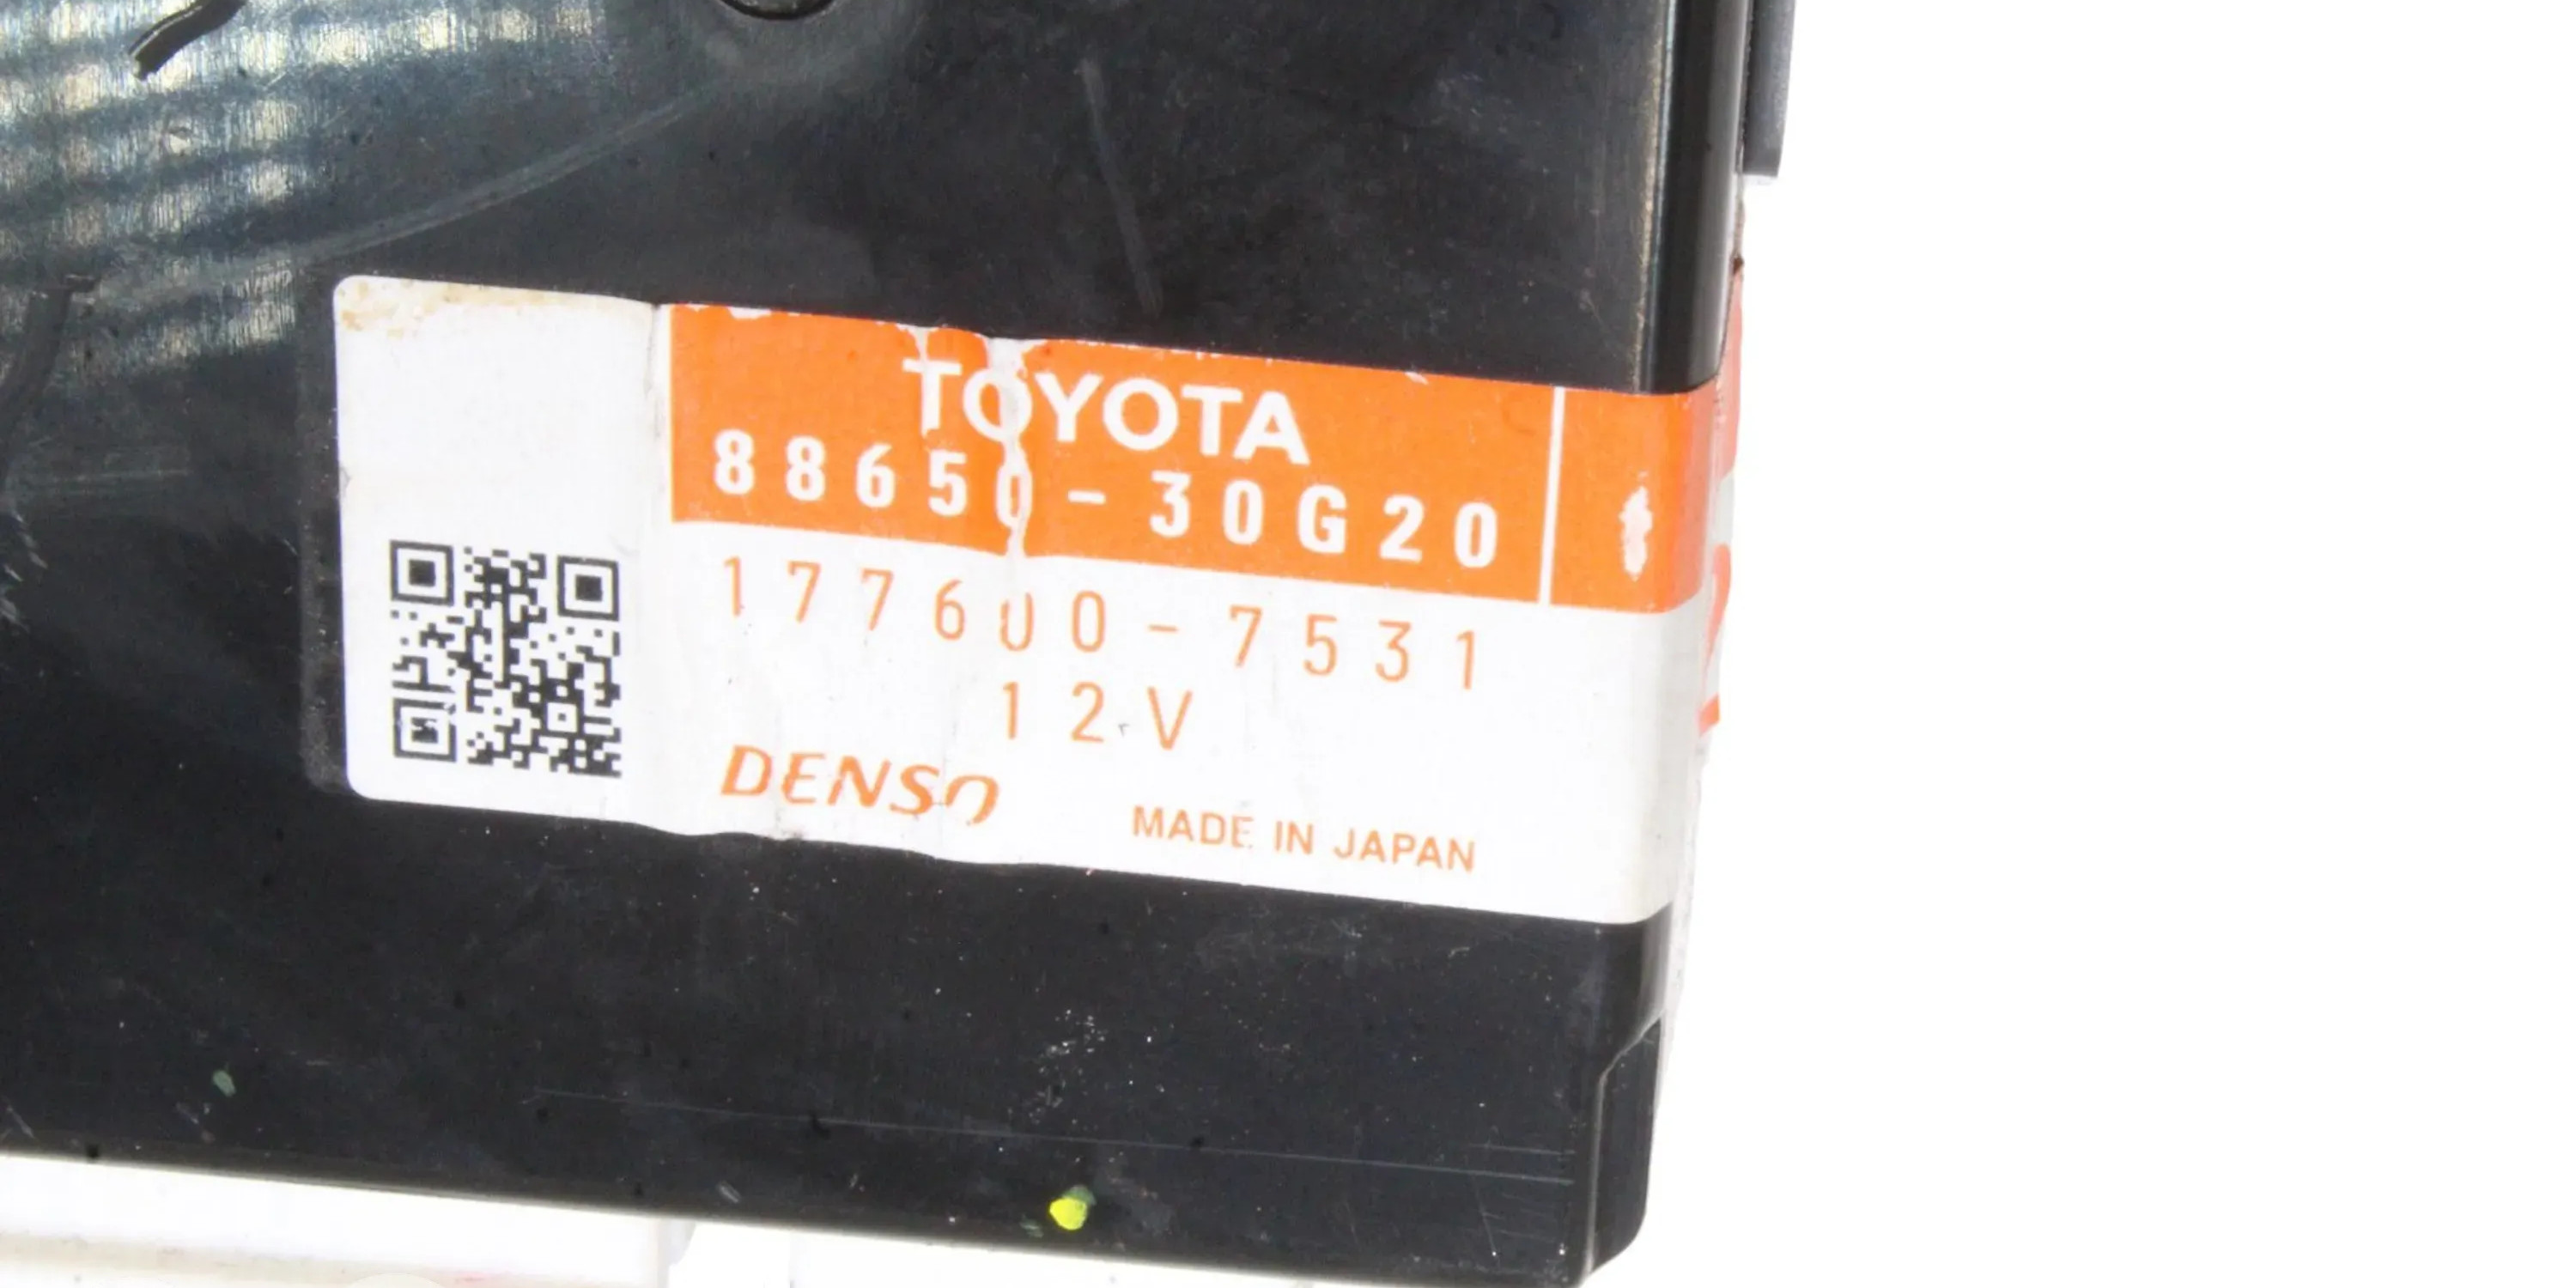 TOYOTA
88650-30G20
177600-7531
12V
DENSO
MADE IN JAPAN